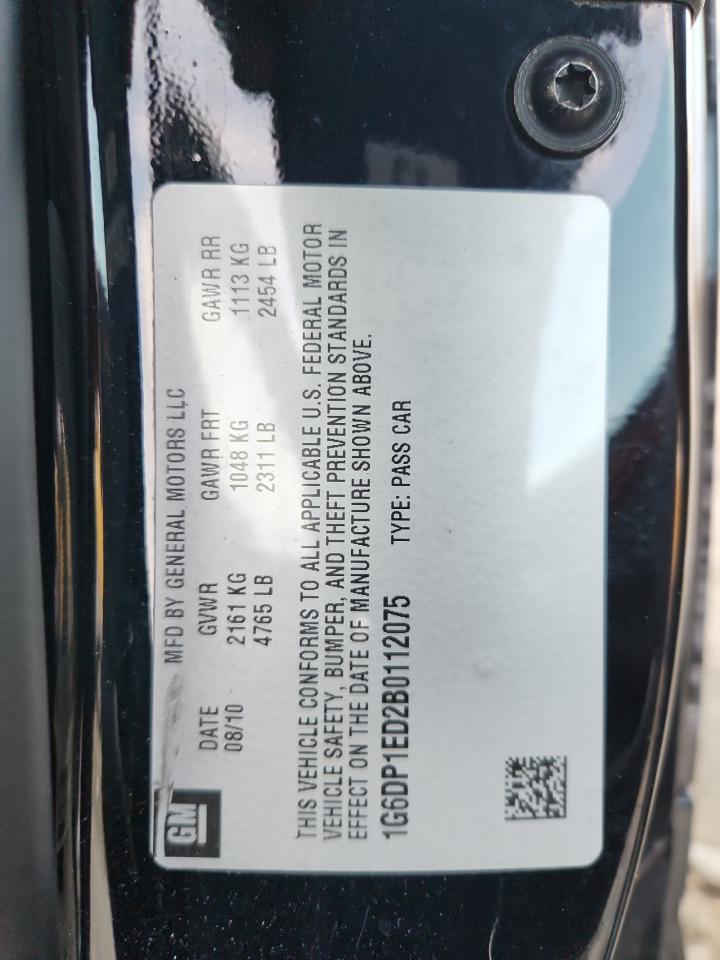 GM
MFD BY GENERAL MOTORS LLC
DATE GVWR GAWR FRT GAWR RR
08/10 2161 KG 1048 KG 1113 KG
4765 LB 2311 LB 2454 LB
THIS VEHICLE CONFORMS TO ALL APPLICABLE U.S. FEDERAL MOTOR
VEHICLE SAFETY, BUMPER, AND THEFT PREVENTION STANDARDS IN
EFFECT ON THE DATE OF MANUFACTURE SHOWN ABOVE.
1G6DP1ED2B0112075 TYPE: PASS CAR